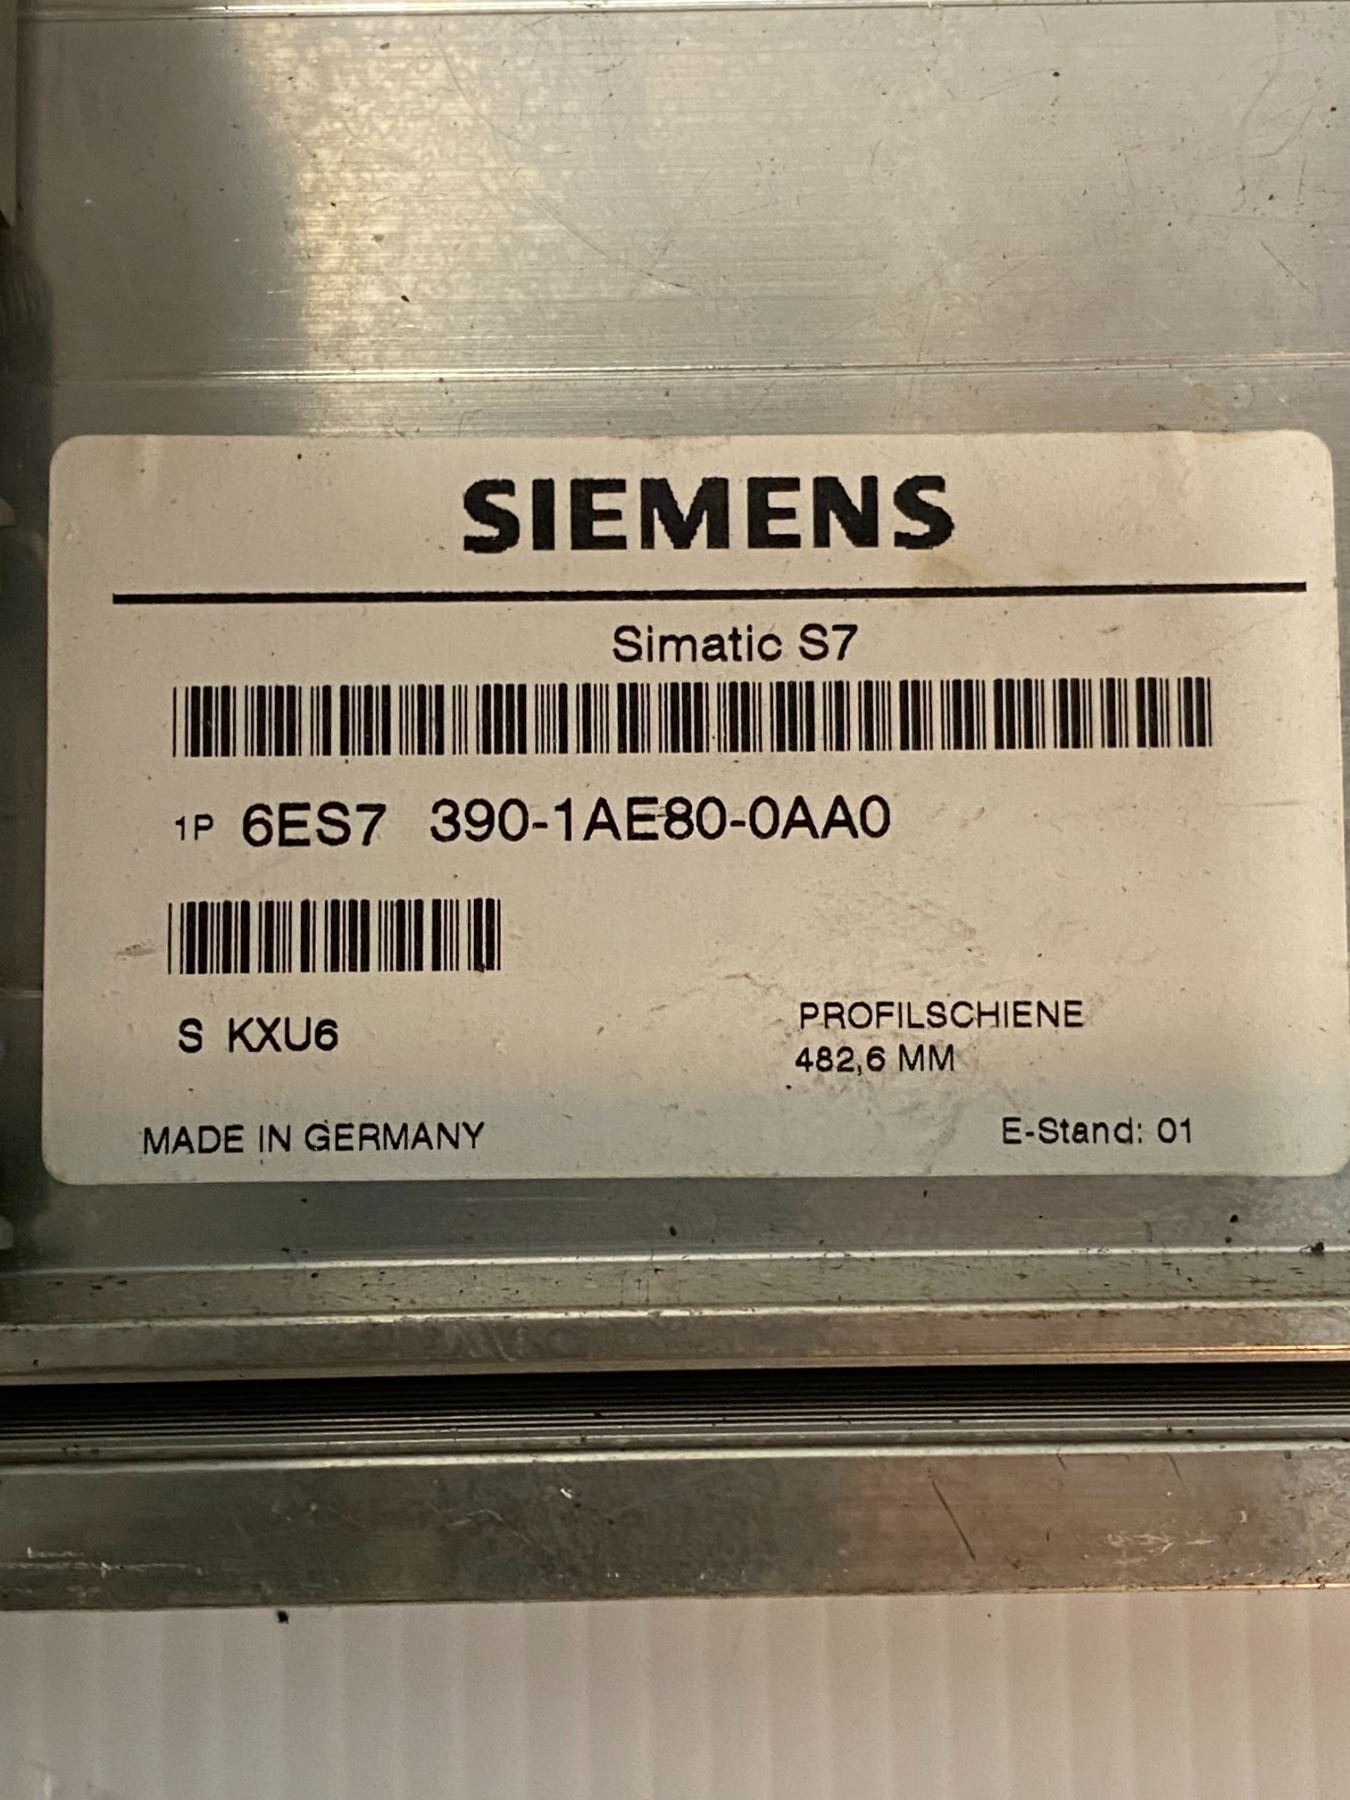 SIEMENS
Simatic S7
1P 6ES7 390-1AE80-0AA0
S KXU6
PROFILSCHIENE
482,6 MM
MADE IN GERMANY
E-Stand: 01